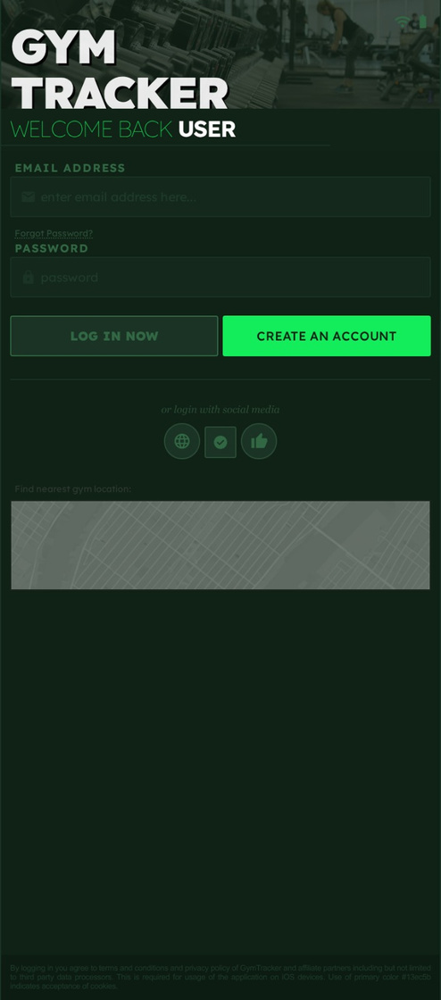 GYM
TRACKER
WELCOME BACK USER
EMAIL ADDRESS
enter email address here...
Forgot Password?
PASSWORD
password
LOG IN NOW
CREATE AN ACCOUNT
or login with social media
Find nearest gym location:
By logging in you agree to terms and conditions and privacy policy of GymTracker and affiliate partners including but not limited
to third party data processors. This is required for usage of the application on iOS devices. Use of primary color #13ec5b
indicates acceptance of cookies.